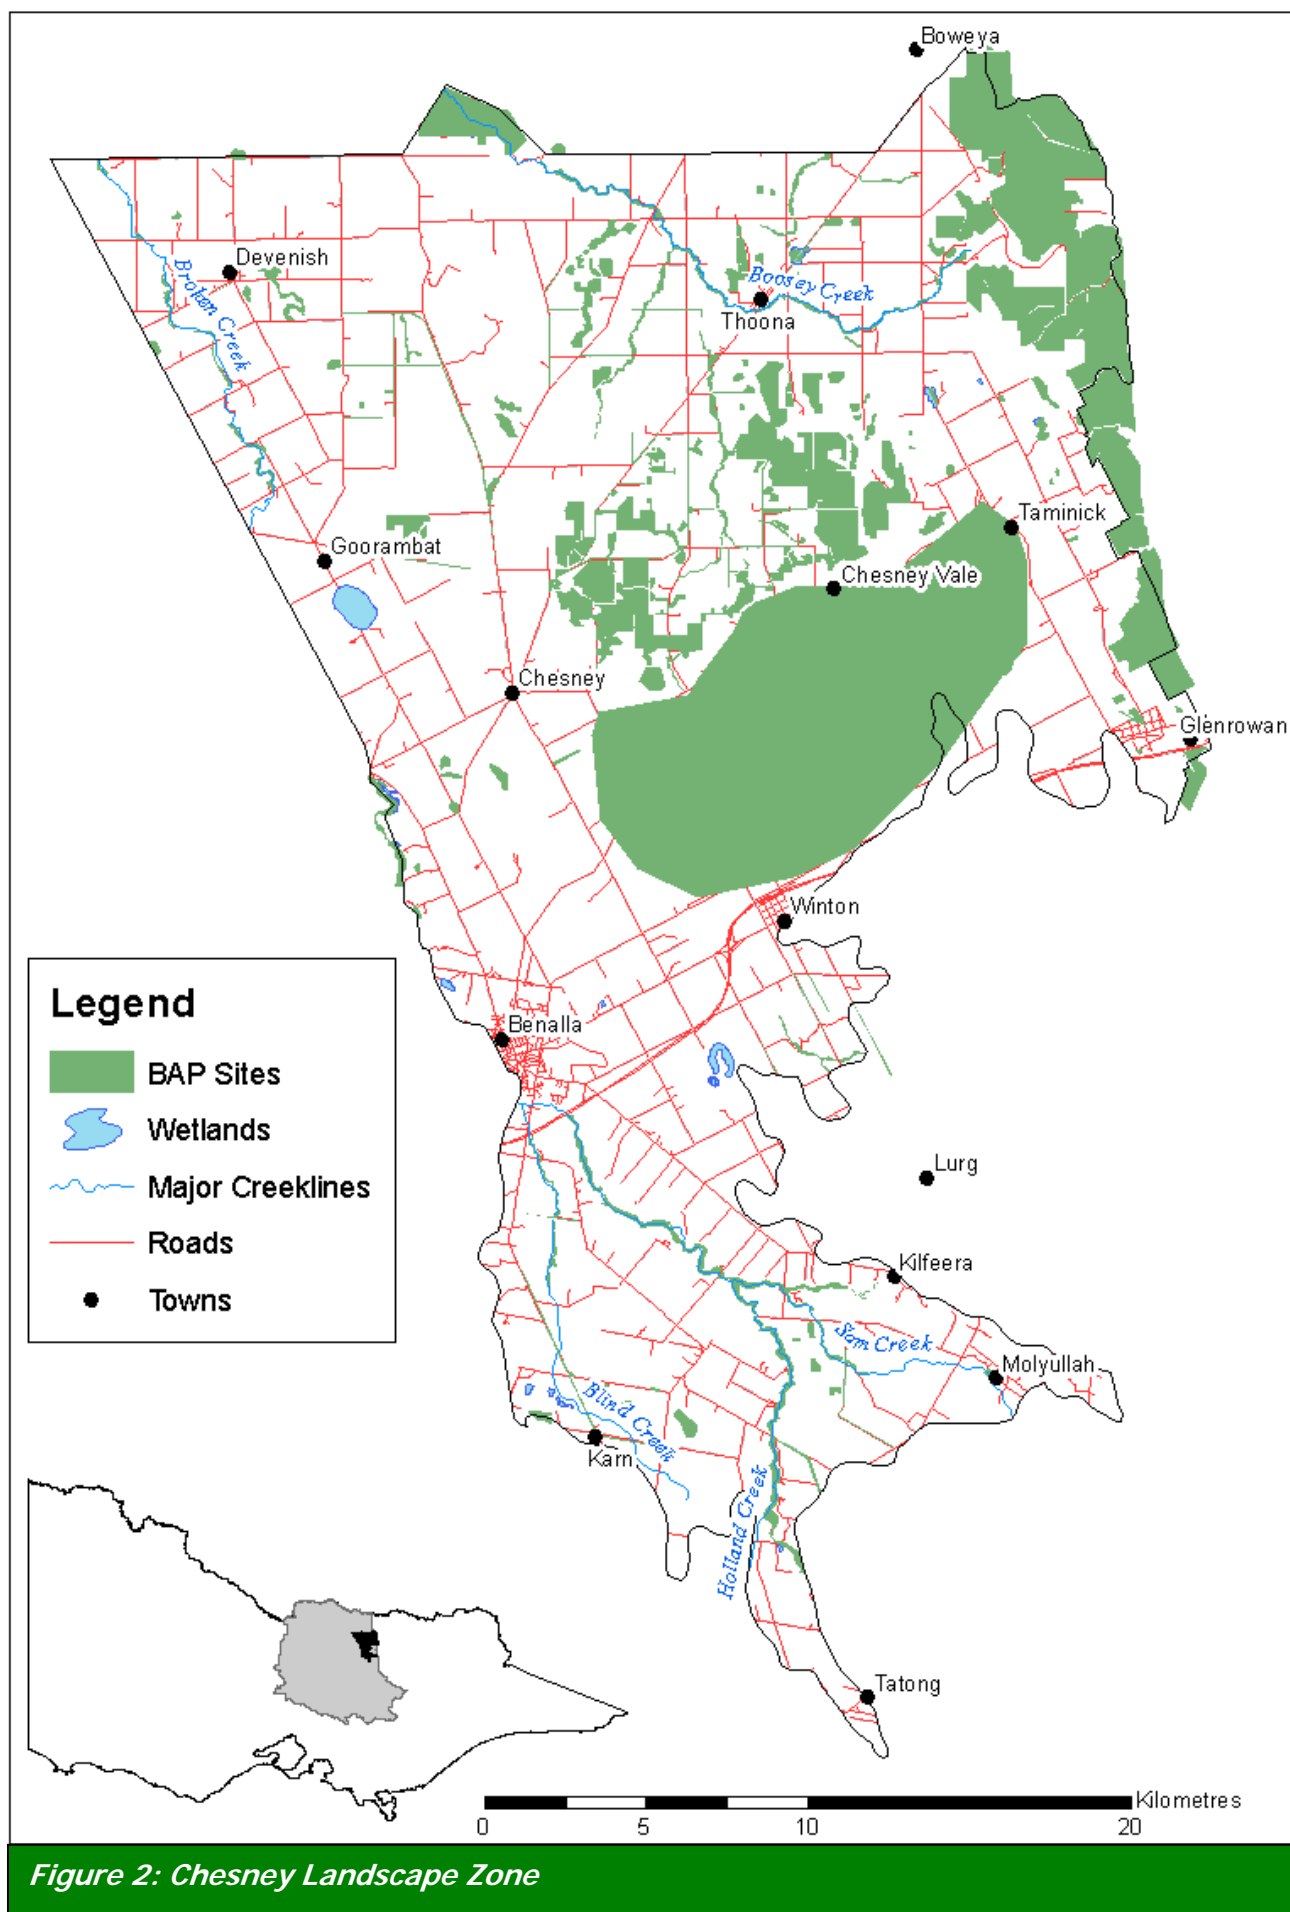 Boweya
Devenish
Broken Creek
Boosey Creek
Thoona
Taminick
Goorambat
Chesney Vale
Chesney
Glenrowan
Winton
Legend
BAP Sites
Wetlands
Major Creeklines
Roads
Towns
Benalla
Lurg
Kilfeera
Sam Creek
Molyullah
Blind Creek
Karn
Holland Creek
Tatong
Kilometres
0 5 10 20
Figure 2: Chesney Landscape Zone